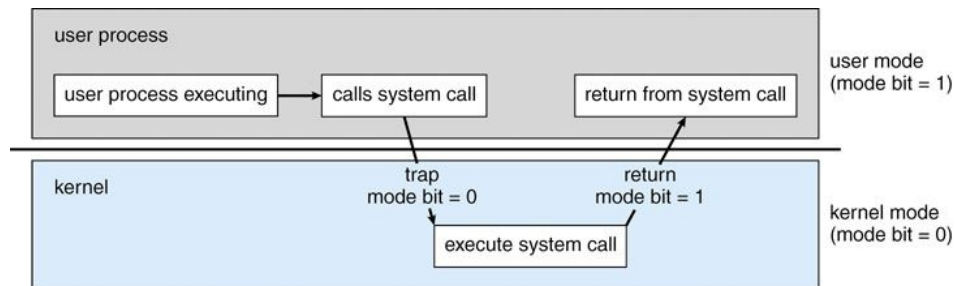 user process
user process executing
calls system call
return from system call
user mode
(mode bit = 1)
kernel
trap
mode bit = 0
return
mode bit = 1
execute system call
kernel mode
(mode bit = 0)